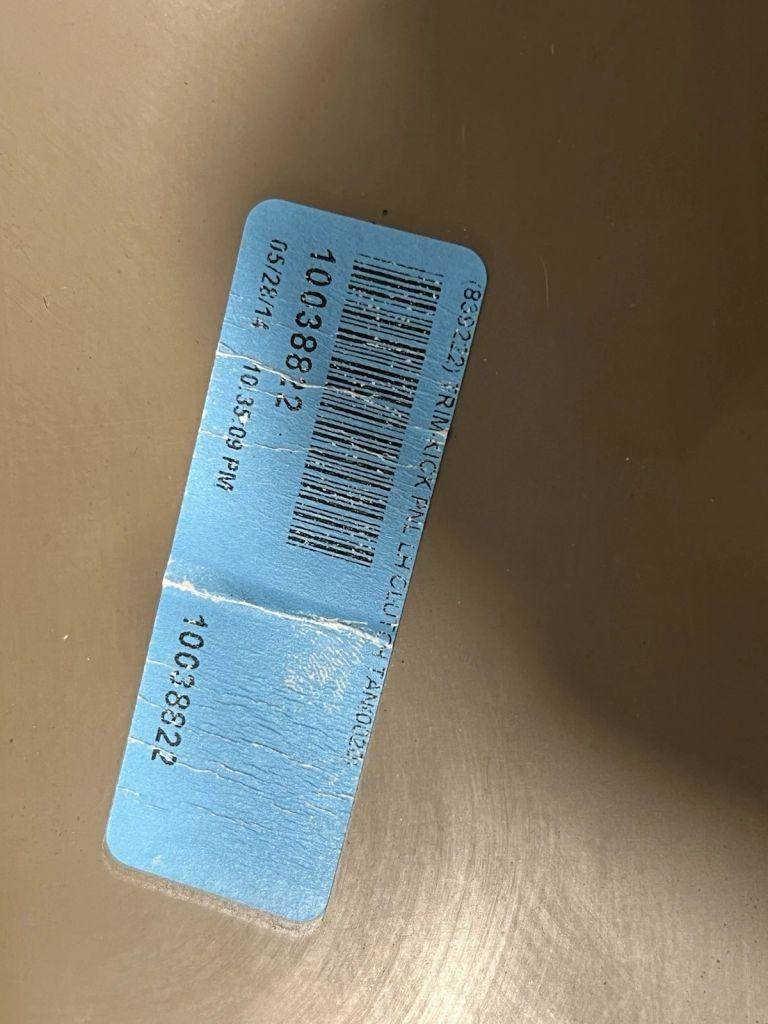 TRIM KICK PNL LH CLUTCH TAN
10038822
05/28/14 10:35:09 PM
10038822